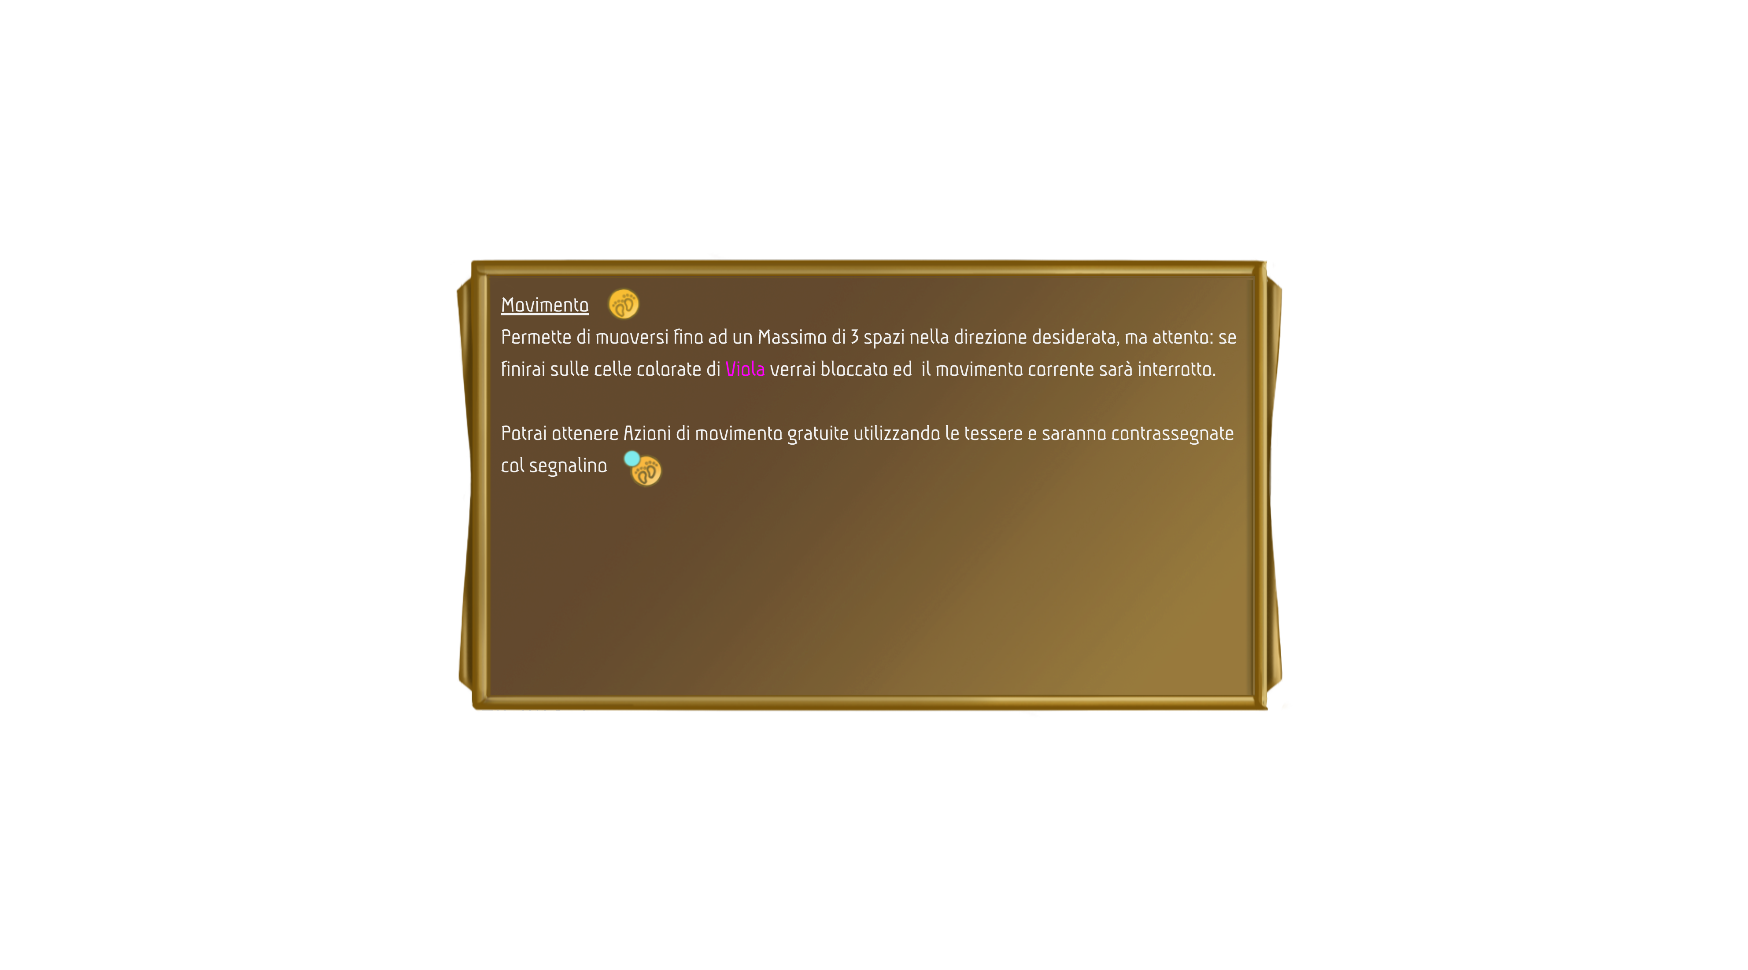 Movimento
Permette di muoversi fino ad un Massimo di 3 spazi nella direzione desiderata, ma attento: se
finirai sulle celle colorate di Viola verrai bloccato ed  il movimento corrente sarà interrotto.
Potrai ottenere Azioni di movimento gratuite utilizzando le tessere e saranno contrassegnate
col segnalino